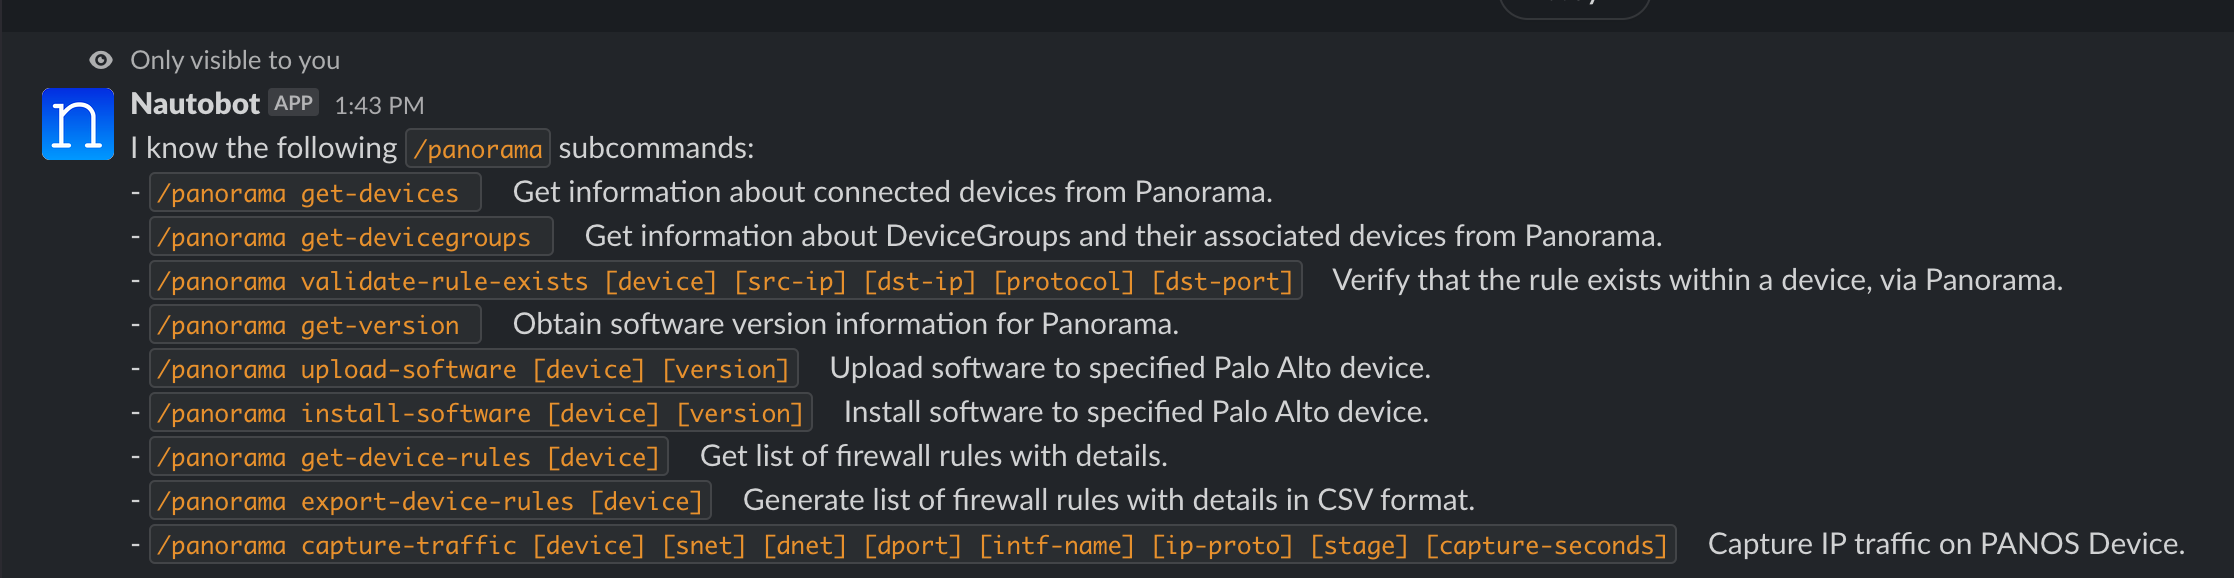 Only visible to you
n
Nautobot APP 1:43 PM
I know the following /panorama subcommands:
- /panorama get-devices Get information about connected devices from Panorama.
- /panorama get-devicegroups Get information about DeviceGroups and their associated devices from Panorama.
- /panorama validate-rule-exists [device] [src-ip] [dst-ip] [protocol] [dst-port] Verify that the rule exists within a device, via Panorama.
- /panorama get-version Obtain software version information for Panorama.
- /panorama upload-software [device] [version] Upload software to specified Palo Alto device.
- /panorama install-software [device] [version] Install software to specified Palo Alto device.
- /panorama get-device-rules [device] Get list of firewall rules with details.
- /panorama export-device-rules [device] Generate list of firewall rules with details in CSV format.
- /panorama capture-traffic [device] [snet] [dnet] [dport] [intf-name] [ip-proto] [stage] [capture-seconds] Capture IP traffic on PANOS Device.